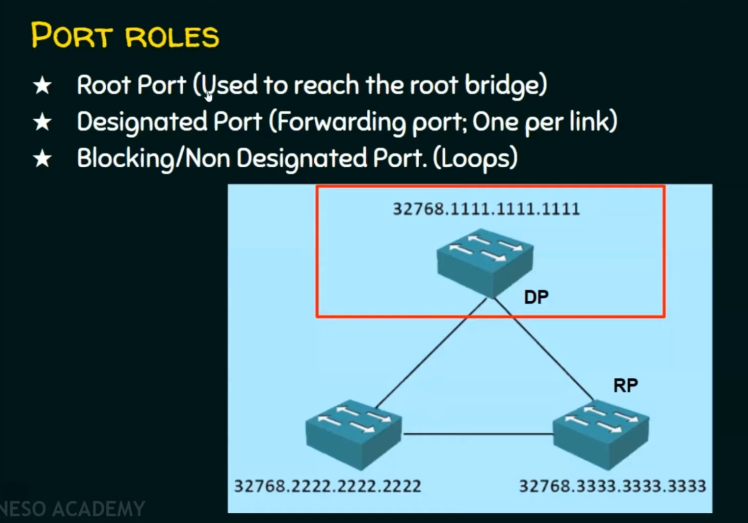 PORT ROLES
★ Root Port (Used to reach the root bridge)
★ Designated Port (Forwarding port; One per link)
★ Blocking/Non Designated Port. (Loops)
32768.1111.1111.1111
DP
RP
32768.2222.2222.2222
32768.3333.3333.3333
NESO ACADEMY